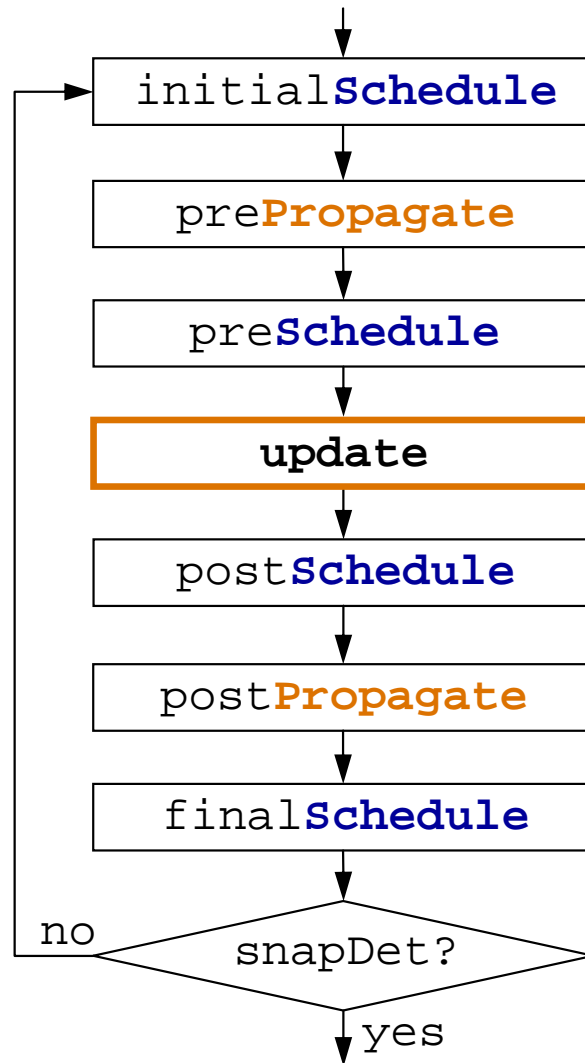 initialSchedule
prePropagate
preSchedule
update
postSchedule
postPropagate
finalSchedule
snapDet?
no
yes